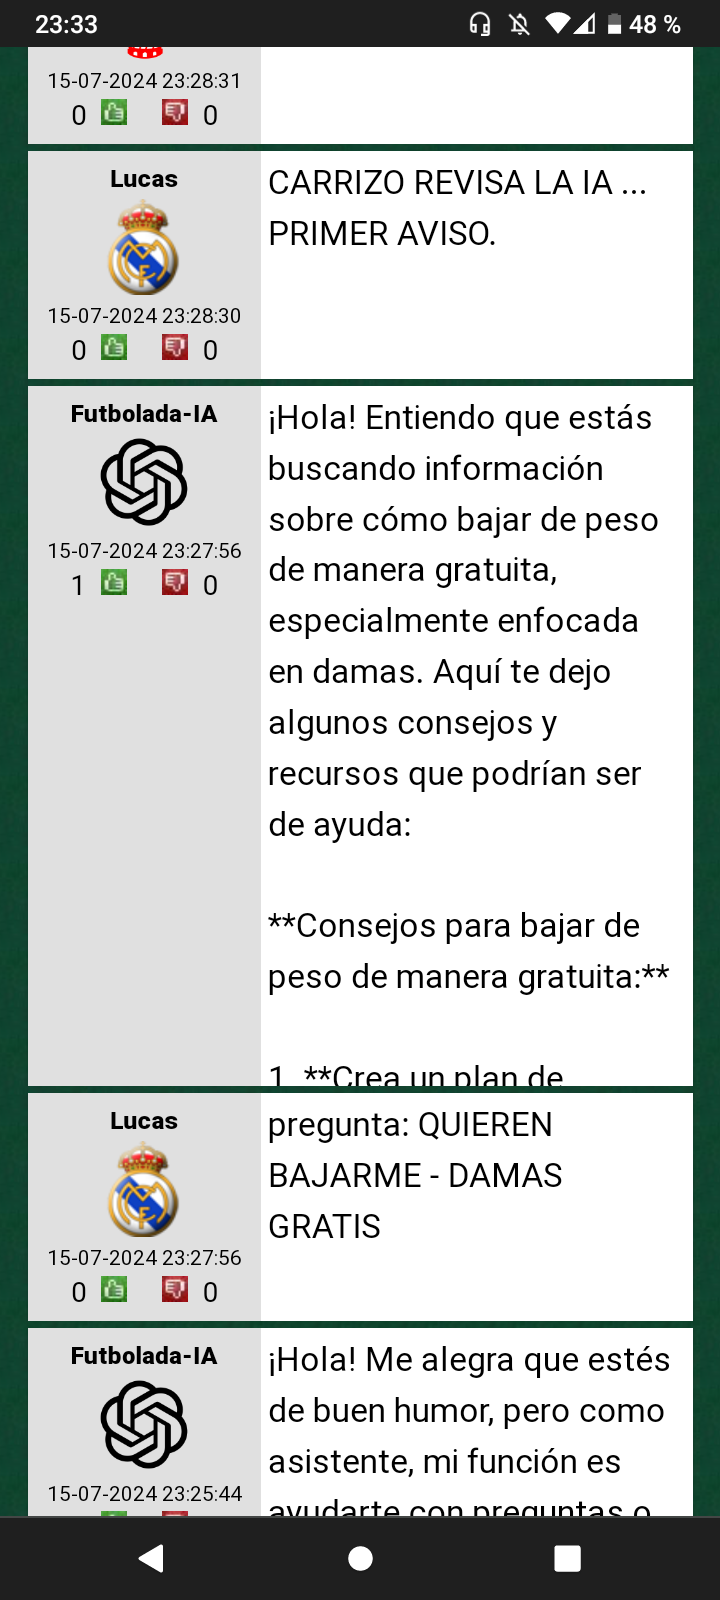 23:33
48 %
15-07-2024 23:28:31
0 0
Lucas
15-07-2024 23:28:30
0 0
CARRIZO REVISA LA IA ...
PRIMER AVISO.
Futbolada-IA
15-07-2024 23:27:56
1 0
¡Hola! Entiendo que estás
buscando información
sobre cómo bajar de peso
de manera gratuita,
especialmente enfocada
en damas. Aquí te dejo
algunos consejos y
recursos que podrían ser
de ayuda:
**Consejos para bajar de
peso de manera gratuita:**
1. **Crea un plan de
Lucas
15-07-2024 23:27:56
0 0
pregunta: QUIEREN
BAJARME - DAMAS
GRATIS
Futbolada-IA
15-07-2024 23:25:44
¡Hola! Me alegra que estés
de buen humor, pero como
asistente, mi función es
ayudarte con preguntas o